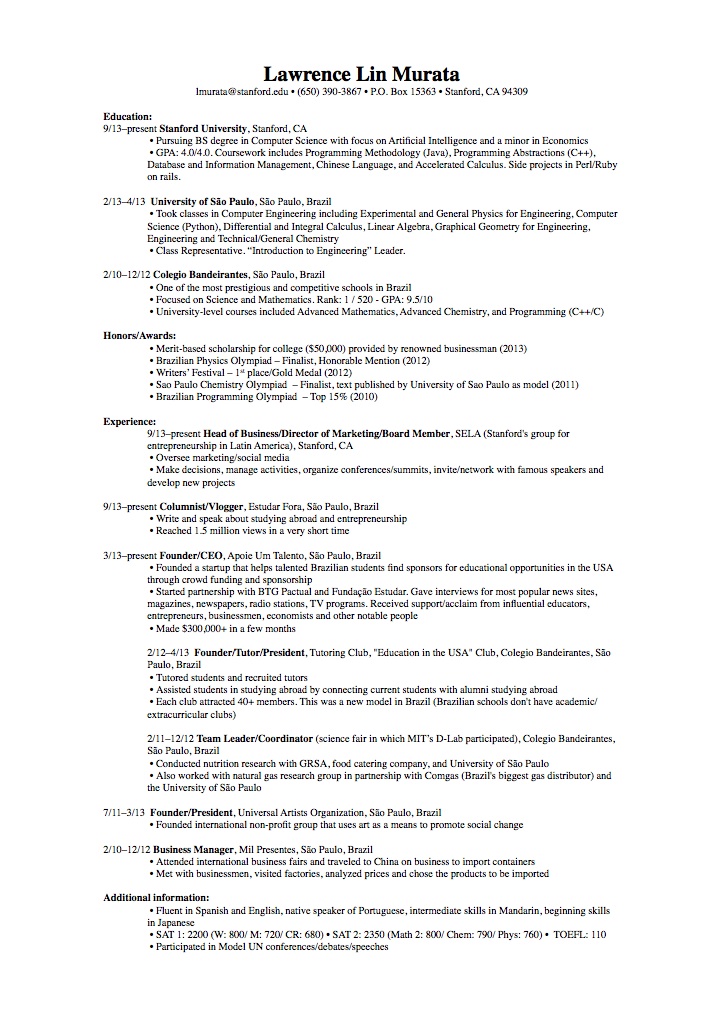 Lawrence Lin Murata
lmurata@stanford.edu • (650) 390-3867 • P.O. Box 15363 • Stanford, CA 94309
Education:
9/13–present Stanford University, Stanford, CA
• Pursuing BS degree in Computer Science with focus on Artificial Intelligence and a minor in Economics
• GPA: 4.0/4.0. Coursework includes Programming Methodology (Java), Programming Abstractions (C++),
Database and Information Management, Chinese Language, and Accelerated Calculus. Side projects in Perl/Ruby
on rails.
2/13–4/13 University of São Paulo, São Paulo, Brazil
• Took classes in Computer Engineering including Experimental and General Physics for Engineering, Computer
Science (Python), Differential and Integral Calculus, Linear Algebra, Graphical Geometry for Engineering,
Engineering and Technical/General Chemistry
• Class Representative. “Introduction to Engineering” Leader.
2/10–12/12 Colegio Bandeirantes, São Paulo, Brazil
• One of the most prestigious and competitive schools in Brazil
• Focused on Science and Mathematics. Rank: 1 / 520 - GPA: 9.5/10
• University-level courses included Advanced Mathematics, Advanced Chemistry, and Programming (C++/C)
Honors/Awards:
• Merit-based scholarship for college ($50,000) provided by renowned businessman (2013)
• Brazilian Physics Olympiad – Finalist, Honorable Mention (2012)
• Writers’ Festival – 1st place/Gold Medal (2012)
• Sao Paulo Chemistry Olympiad – Finalist, text published by University of Sao Paulo as model (2011)
• Brazilian Programming Olympiad – Top 15% (2010)
Experience:
9/13–present Head of Business/Director of Marketing/Board Member, SELA (Stanford's group for
entrepreneurship in Latin America), Stanford, CA
• Oversee marketing/social media
• Make decisions, manage activities, organize conferences/summits, invite/network with famous speakers and
develop new projects
9/13–present Columnist/Vlogger, Estudar Fora, São Paulo, Brazil
• Write and speak about studying abroad and entrepreneurship
• Reached 1.5 million views in a very short time
3/13–present Founder/CEO, Apoie Um Talento, São Paulo, Brazil
• Founded a startup that helps talented Brazilian students find sponsors for educational opportunities in the USA
through crowd funding and sponsorship
• Started partnership with BTG Pactual and Fundação Estudar. Gave interviews for most popular news sites,
magazines, newspapers, radio stations, TV programs. Received support/acclaim from influential educators,
entrepreneurs, businessmen, economists and other notable people
• Made $300,000+ in a few months
2/12–4/13 Founder/Tutor/President, Tutoring Club, "Education in the USA" Club, Colegio Bandeirantes, São
Paulo, Brazil
• Tutored students and recruited tutors
• Assisted students in studying abroad by connecting current students with alumni studying abroad
• Each club attracted 40+ members. This was a new model in Brazil (Brazilian schools don't have academic/
extracurricular clubs)
2/11–12/12 Team Leader/Coordinator (science fair in which MIT’s D-Lab participated), Colegio Bandeirantes,
São Paulo, Brazil
• Conducted nutrition research with GRSA, food catering company, and University of São Paulo
• Also worked with natural gas research group in partnership with Comgas (Brazil's biggest gas distributor) and
the University of São Paulo
7/11–3/13 Founder/President, Universal Artists Organization, São Paulo, Brazil
• Founded international non-profit group that uses art as a means to promote social change
2/10–12/12 Business Manager, Mil Presentes, São Paulo, Brazil
• Attended international business fairs and traveled to China on business to import containers
• Met with businessmen, visited factories, analyzed prices and chose the products to be imported
Additional information:
• Fluent in Spanish and English, native speaker of Portuguese, intermediate skills in Mandarin, beginning skills
in Japanese
• SAT 1: 2200 (W: 800/ M: 720/ CR: 680) • SAT 2: 2350 (Math 2: 800/ Chem: 790/ Phys: 760) • TOEFL: 110
• Participated in Model UN conferences/debates/speeches